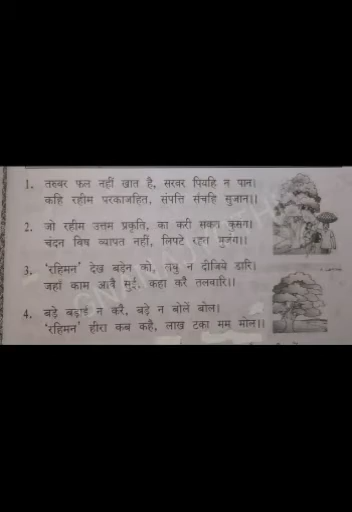 1. तरुवर फल नहीं खात है, सरवर पियहि न पान।
कहि रहीम परकाजहित, संपत्ति संचहि सुजान।।
2. जो रहीम उत्तम प्रकृति, का करी सकत कुसंग।
चंदन विष व्यापत नहीं, लिपटे रहत भुजंग।।
3. 'रहिमन' देख बड़ेन को, लघु न दीजिये डारि।
जहाँ काम आवै सुई, कहा करै तलवारि।।
4. बड़े बड़ाई न करै, बड़े न बोलें बोल।
'रहिमन' हीरा कब कहै, लाख टका मम मोल।।